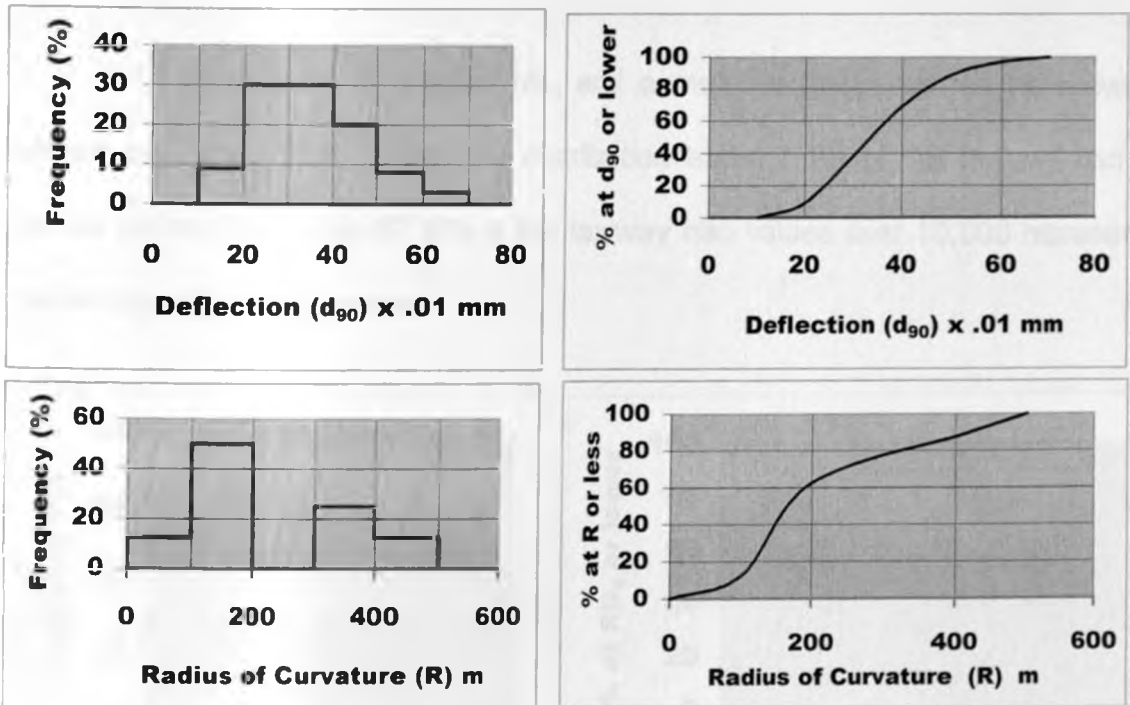 Frequency (%)
40
30
20
10
0
0 20 40 60 80
Deflection (d₉₀) x .01 mm
% at d₉₀ or lower
100
80
60
40
20
0
0 20 40 60 80
Deflection (d₉₀) x .01 mm
Frequency (%)
60
40
20
0
0 200 400 600
Radius of Curvature (R) m
% at R or less
100
80
60
40
20
0
0 200 400 600
Radius of Curvature (R) m